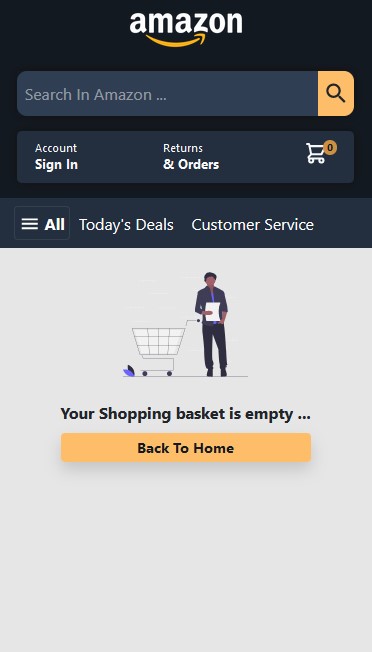 amazon
Search In Amazon ...
Account
Sign In
Returns
& Orders
0
All
Today's Deals
Customer Service
Your Shopping basket is empty ...
Back To Home